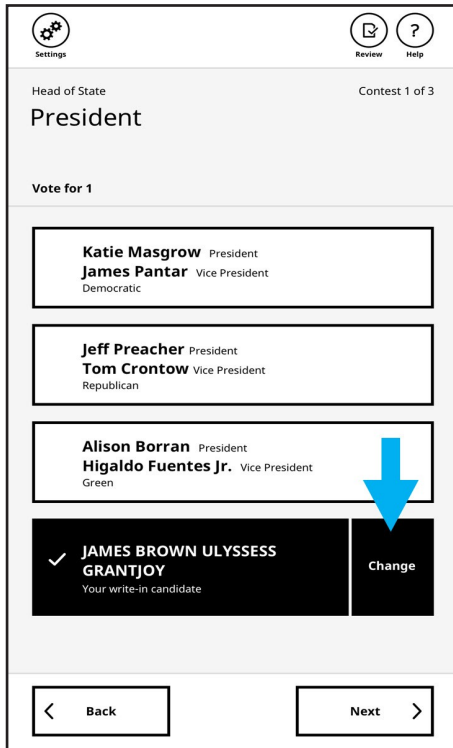 Settings
Review
?
Help
Head of State
Contest 1 of 3
President
Vote for 1
Katie Masgrow President
James Pantar Vice President
Democratic
Jeff Preacher President
Tom Crontow Vice President
Republican
Alison Borran President
Higaldo Fuentes Jr. Vice President
Green
JAMES BROWN ULYSSESS
GRANTJOY
Your write-in candidate
Change
Back
Next